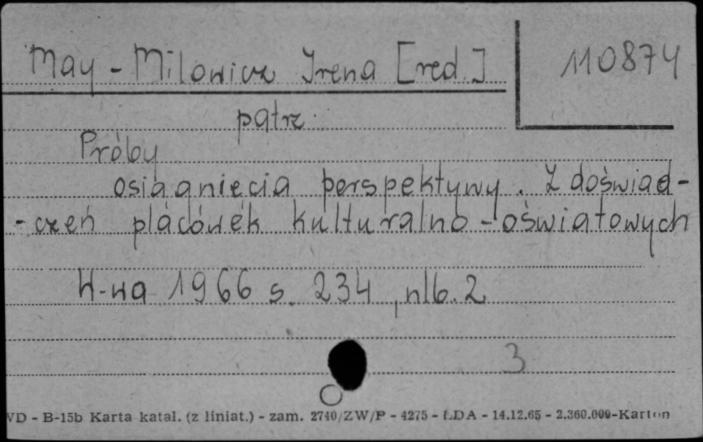 May-Milowicz Irena [red.]
110874
patrz
Próby
osiągnięcia perspektywy. Z doświad-
-czeń placówek kulturalno-oświatowych
W-wa 1966 s. 234, nlb. 2
3
VD - B-15b Karta katal. (z liniat.) - zam. 2740/ZW/P - 4275 - LDA - 14.12.65 - 2.360.000-Karton